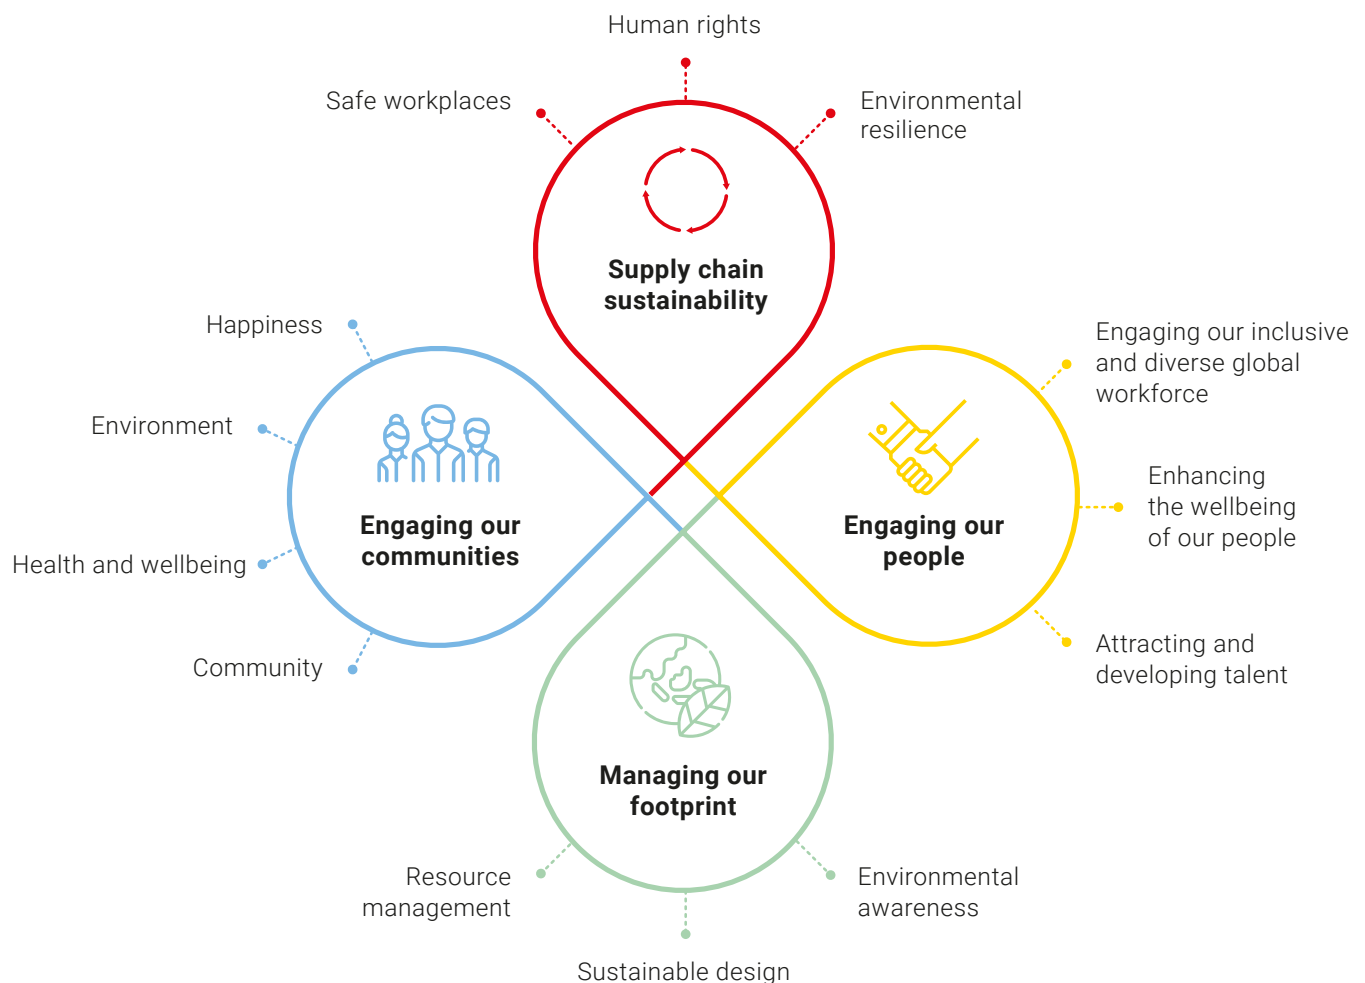 Human rights
Safe workplaces
Environmental
resilience
Supply chain
sustainability
Happiness
Environment
Health and wellbeing
Community
Engaging our
communities
Engaging our inclusive
and diverse global
workforce
Enhancing
the wellbeing
of our people
Attracting and
developing talent
Engaging our
people
Managing our
footprint
Resource
management
Sustainable design
Environmental
awareness